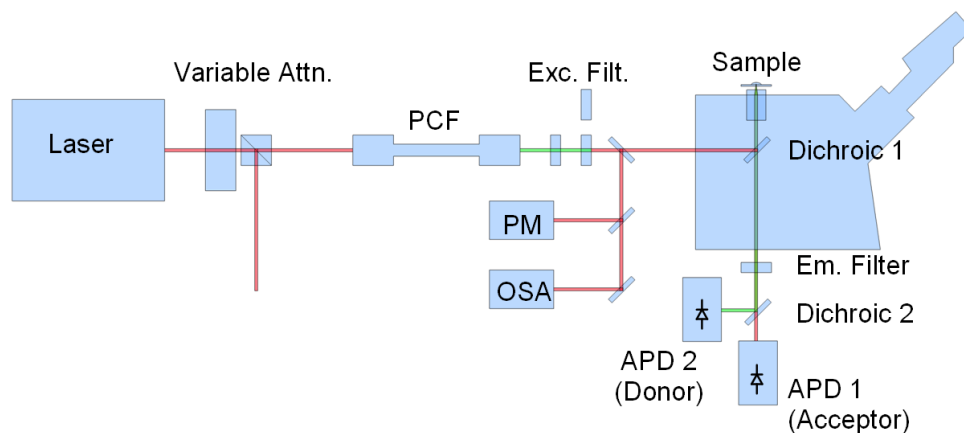 Variable Attn.
Exc. Filt.
Sample
Laser
PCF
Dichroic 1
PM
OSA
Em. Filter
Dichroic 2
APD 2
(Donor)
APD 1
(Acceptor)